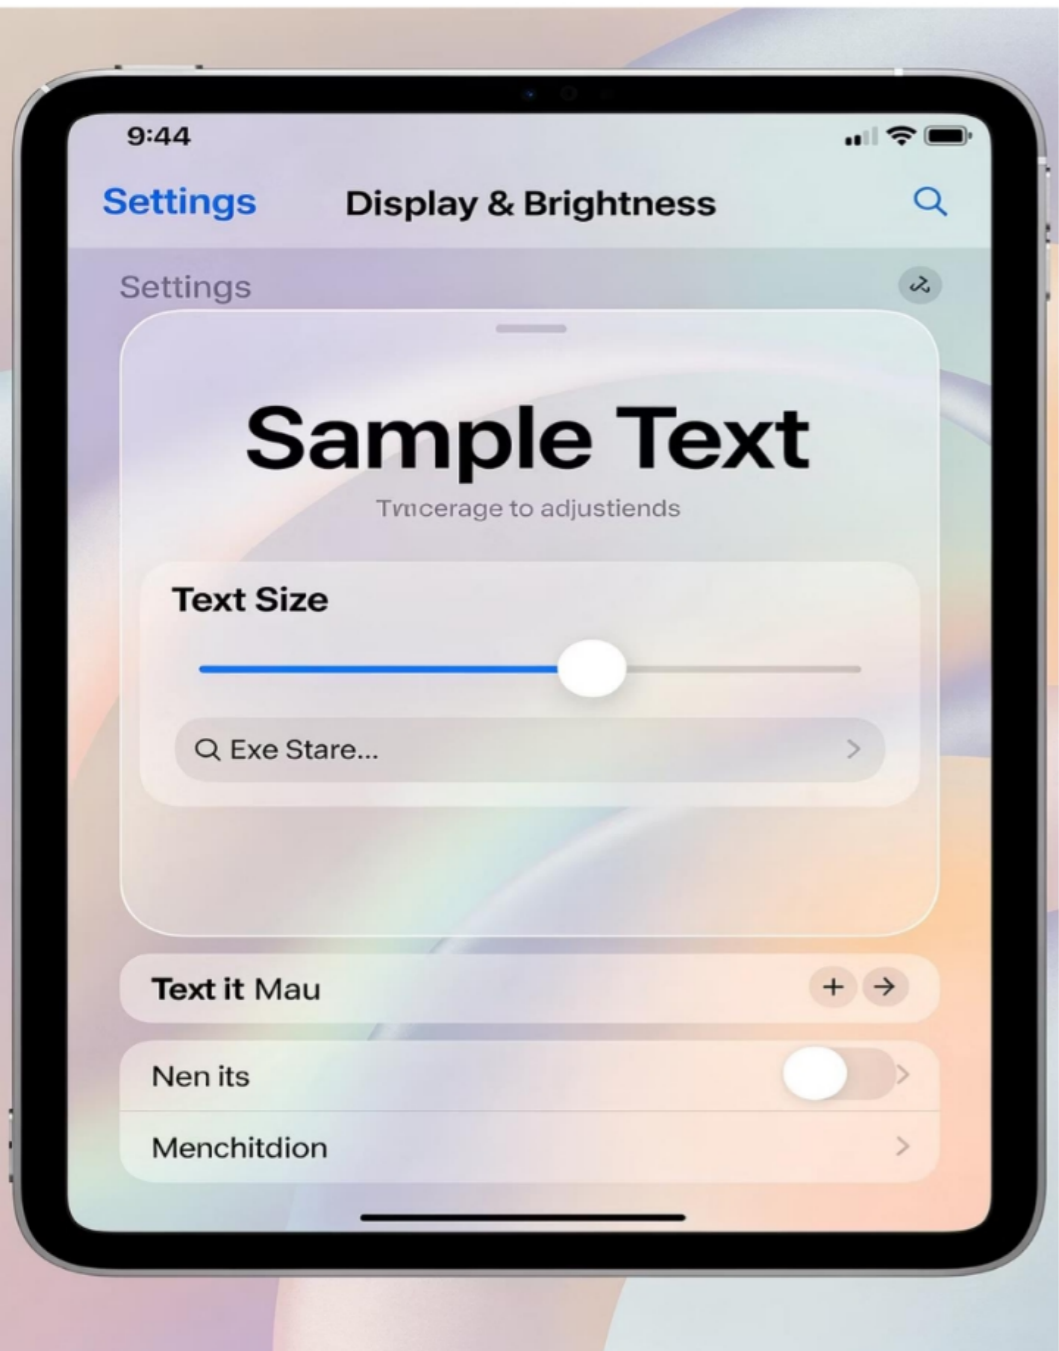 9:44
Settings Display & Brightness
Settings
Sample Text
Tmcerage to adjustiends
Text Size
Exe Stare...
Text it Mau
Nen its
Menchitdion